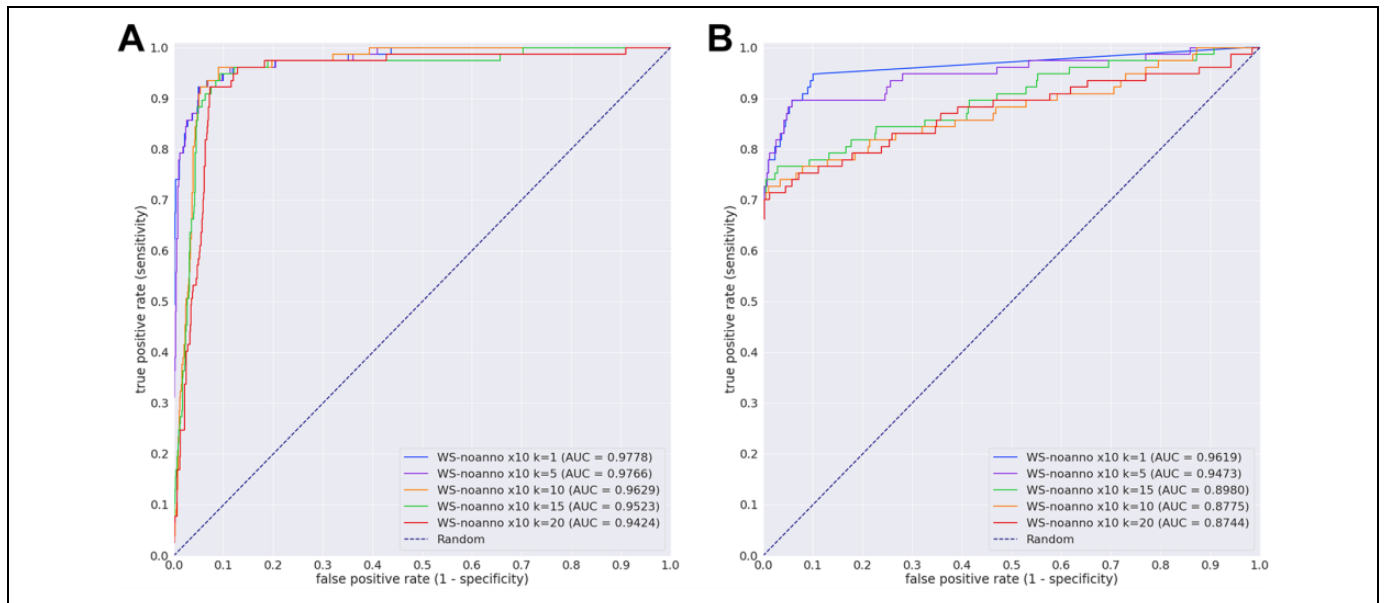 A
1.0
0.9
0.8
0.7
0.6
0.5
0.4
0.3
0.2
0.1
0.0
true positive rate (sensitivity)
WS-noanno x10 k=1 (AUC = 0.9778)
WS-noanno x10 k=5 (AUC = 0.9766)
WS-noanno x10 k=10 (AUC = 0.9629)
WS-noanno x10 k=15 (AUC = 0.9523)
WS-noanno x10 k=20 (AUC = 0.9424)
Random
0.0 0.1 0.2 0.3 0.4 0.5 0.6 0.7 0.8 0.9 1.0
false positive rate (1 - specificity)
B
1.0
0.9
0.8
0.7
0.6
0.5
0.4
0.3
0.2
0.1
0.0
true positive rate (sensitivity)
WS-noanno x10 k=1 (AUC = 0.9619)
WS-noanno x10 k=5 (AUC = 0.9473)
WS-noanno x10 k=15 (AUC = 0.8980)
WS-noanno x10 k=10 (AUC = 0.8775)
WS-noanno x10 k=20 (AUC = 0.8744)
Random
0.0 0.1 0.2 0.3 0.4 0.5 0.6 0.7 0.8 0.9 1.0
false positive rate (1 - specificity)